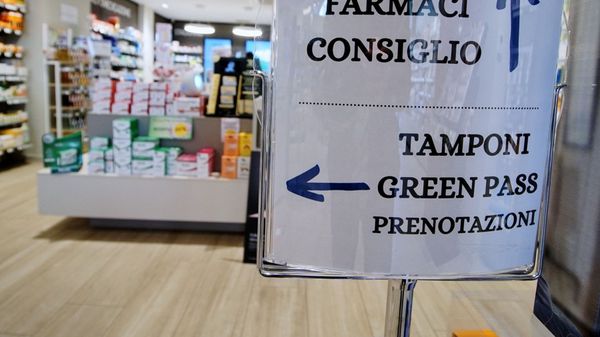 FARMACI
CONSIGLIO
TAMPONI
GREEN PASS
PRENOTAZIONI